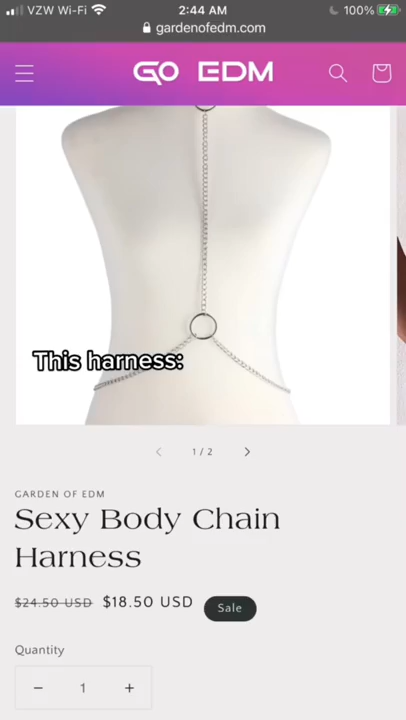 VZW Wi-Fi 2:44 AM 100%
gardenofedm.com
GO EDM
This harness:
1 / 2
GARDEN OF EDM
Sexy Body Chain
Harness
$24.50 USD $18.50 USD Sale
Quantity
− 1 +